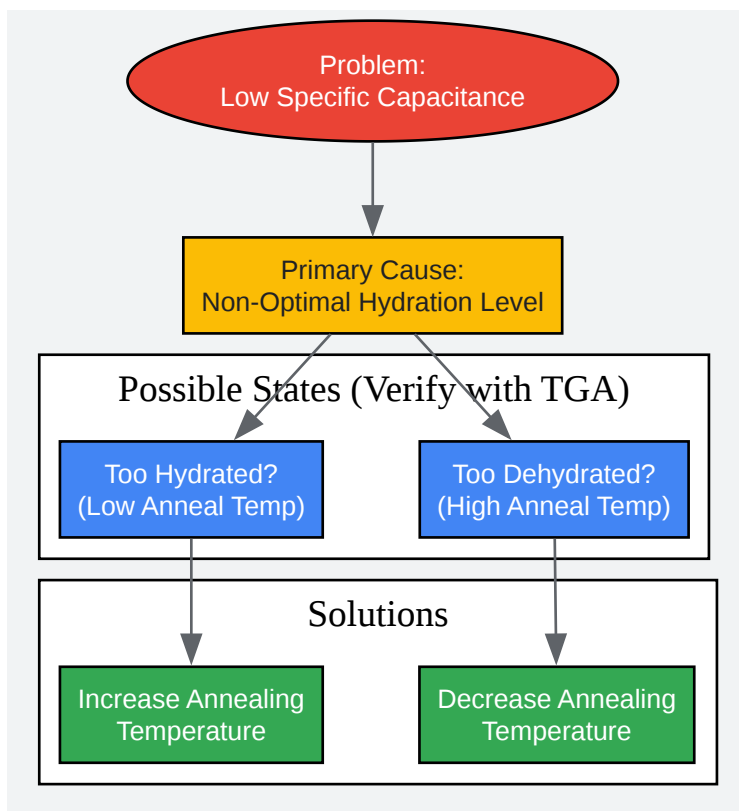 Problem:
Low Specific Capacitance
Primary Cause:
Non-Optimal Hydration Level
Possible States (Verify with TGA)
Too Hydrated?
(Low Anneal Temp)
Too Dehydrated?
(High Anneal Temp)
Solutions
Increase Annealing
Temperature
Decrease Annealing
Temperature